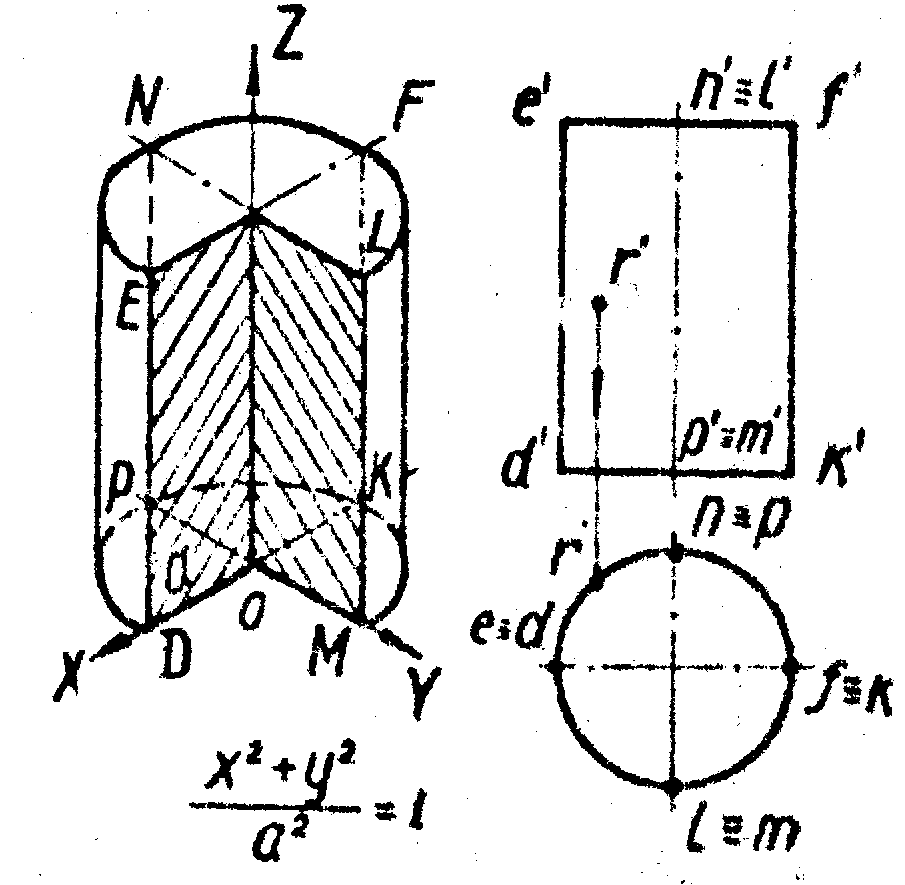 Z
N F
E L
P K
a O
X D M Y
x² + y²
a² = 1
e' n' ≡ l' f'
r'
d' p' ≡ m' k'
n ≡ p
r
e ≡ d f ≡ k
l ≡ m